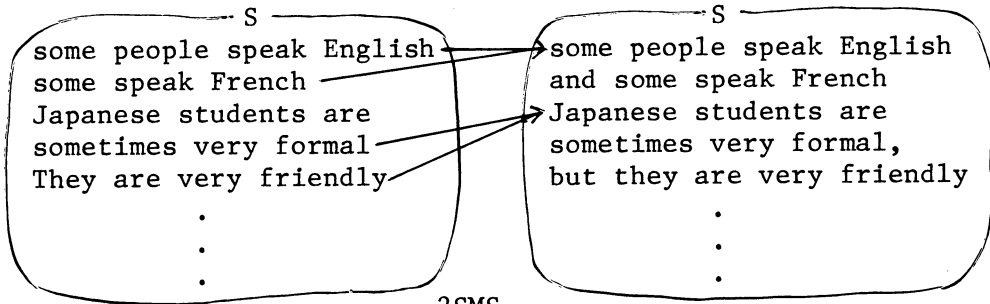 S
some people speak English
some speak French
Japanese students are
sometimes very formal
They are very friendly
.
.
.
S
some people speak English
and some speak French
Japanese students are
sometimes very formal,
but they are very friendly
.
.
.